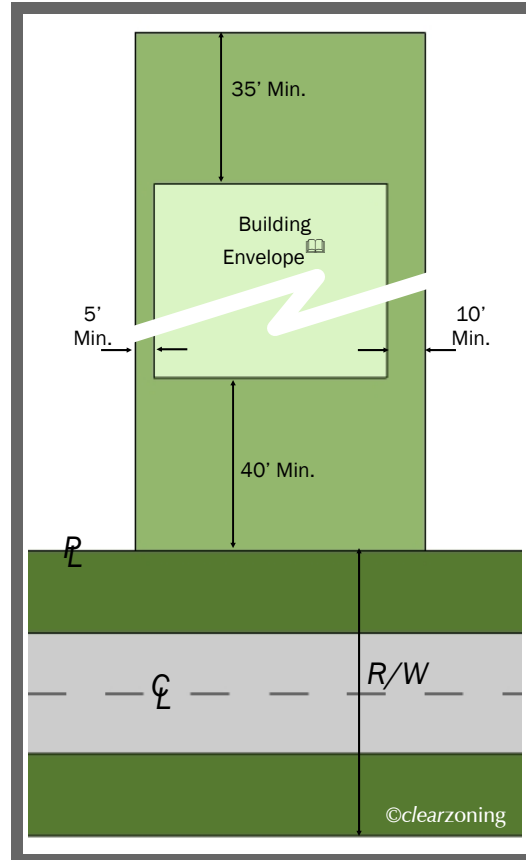 35’ Min.
Building
Envelope
5’
Min.
10’
Min.
40’ Min.
PL
CL
R/W
©clearzoning